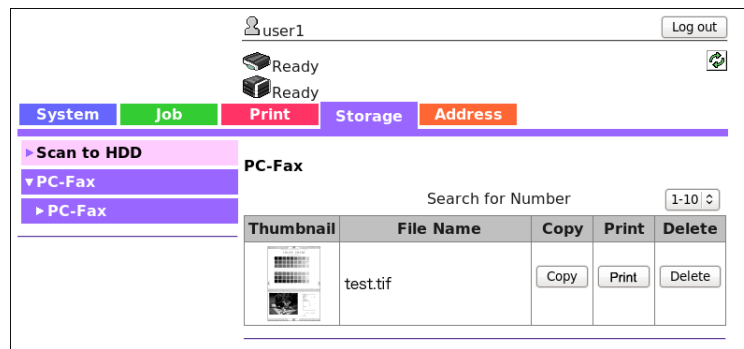 user1 Log out
Ready
Ready
System Job Print Storage Address
Scan to HDD
PC-Fax
PC-Fax
PC-Fax
Search for Number 1-10
Thumbnail File Name Copy Print Delete
test.tif Copy Print Delete